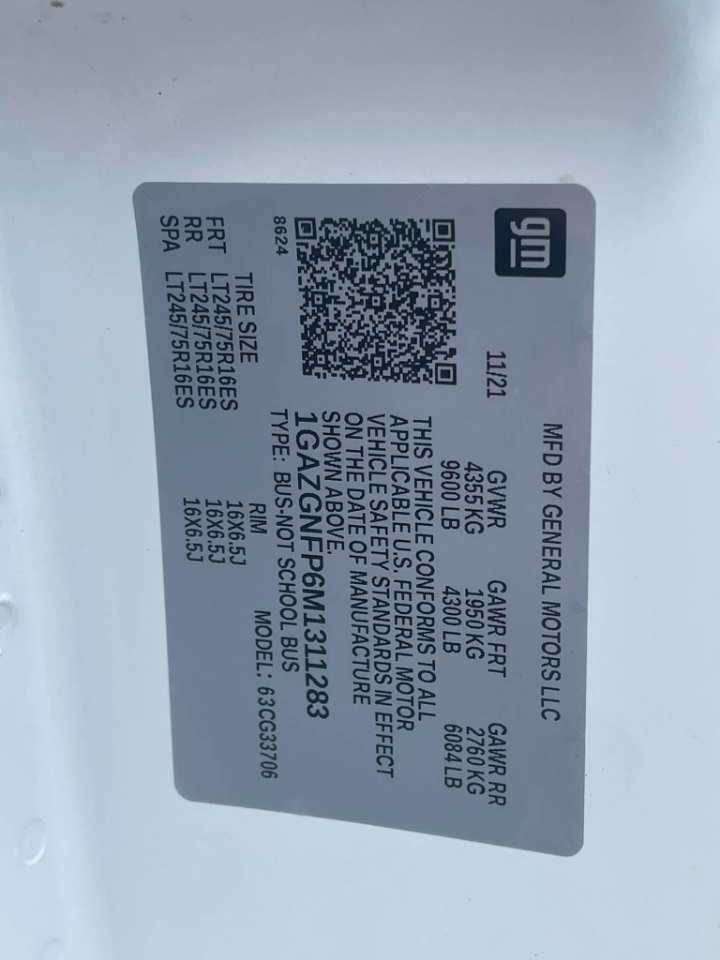 gm
MFD BY GENERAL MOTORS LLC
11/21
GVWR GAWR FRT GAWR RR
4355 KG 1950 KG 2760 KG
9600 LB 4300 LB 6084 LB
THIS VEHICLE CONFORMS TO ALL
APPLICABLE U.S. FEDERAL MOTOR
VEHICLE SAFETY STANDARDS IN EFFECT
ON THE DATE OF MANUFACTURE
SHOWN ABOVE.
1GAZGNFP6M1311283
TYPE: BUS-NOT SCHOOL BUS
8624
MODEL: 63CG33706
TIRE SIZE RIM
FRT LT245/75R16ES 16X6.5J
RR LT245/75R16ES 16X6.5J
SPA LT245/75R16ES 16X6.5J